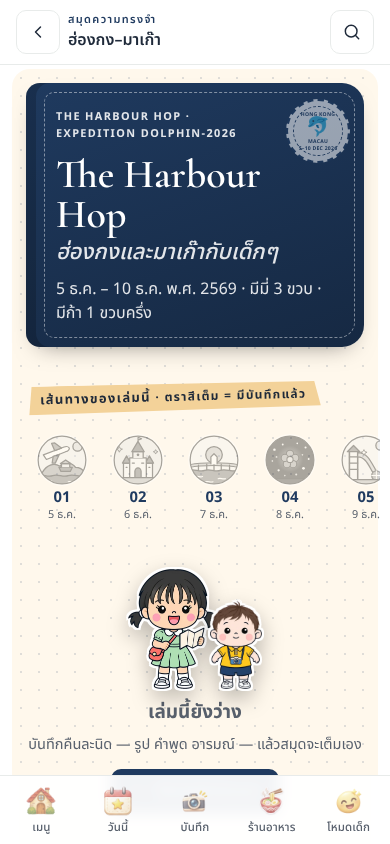 สมุดความทรงจำ
ฮ่องกง–มาเก๊า
THE HARBOUR HOP ·
EXPEDITION DOLPHIN-2026
HONG KONG
MACAU
5–10 DEC 2026
The Harbour
Hop
ฮ่องกงและมาเก๊ากับเด็กๆ
5 ธ.ค. – 10 ธ.ค. พ.ศ. 2569 · มีมี่ 3 ขวบ ·
มีก้า 1 ขวบครึ่ง
เส้นทางของเล่มนี้ · ตราสีเต็ม = มีบันทึกแล้ว
01 02 03 04 05
5 ธ.ค. 6 ธ.ค. 7 ธ.ค. 8 ธ.ค. 9 ธ.ค.
เล่มนี้ยังว่าง
บันทึกคืนละนิด — รูป คำพูด อารมณ์ — แล้วสมุดจะเต็มเอง
เมนู วันนี้ บันทึก ร้านอาหาร โหมดเด็ก